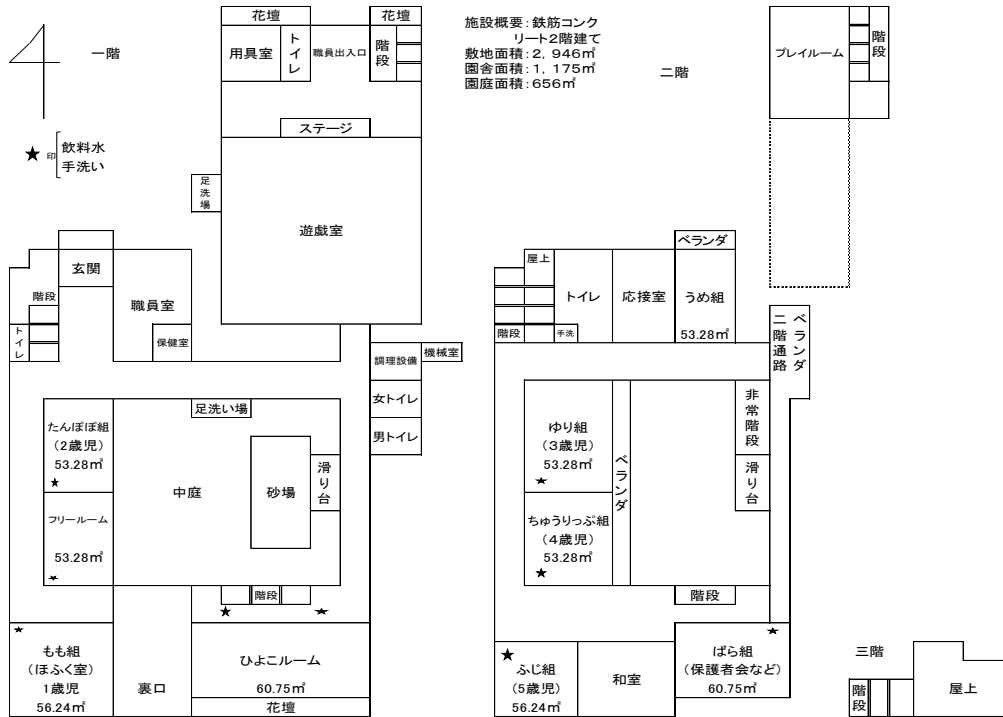 一階
★印
飲料水
手洗い
花壇
花壇
用具室
トイレ
職員出入口
階段
ステージ
足洗場
遊戯室
玄関
職員室
階段
トイレ
保健室
調理設備
機械室
女トイレ
男トイレ
足洗い場
たんぽぽ組
(2歳児)
53.28㎡
★
中庭
砂場
滑り台
フリールーム
53.28㎡
★
階段
★
★
★
もも組
(ほふく室)
1歳児
56.24㎡
裏口
ひよこルーム
60.75㎡
花壇
施設概要:鉄筋コンク
リート2階建て
敷地面積:2,946㎡
園舎面積:1,175㎡
園庭面積:656㎡
二階
プレイルーム
階段
ベランダ
屋上
トイレ
応接室
うめ組
53.28㎡
階段
手洗
ベランダ
二階通路
ゆり組
(3歳児)
53.28㎡
★
ベランダ
非常階段
滑り台
ちゅうりっぷ組
(4歳児)
53.28㎡
★
階段
★
ふじ組
(5歳児)
56.24㎡
和室
★
ばら組
(保護者会など)
60.75㎡
三階
階段
屋上